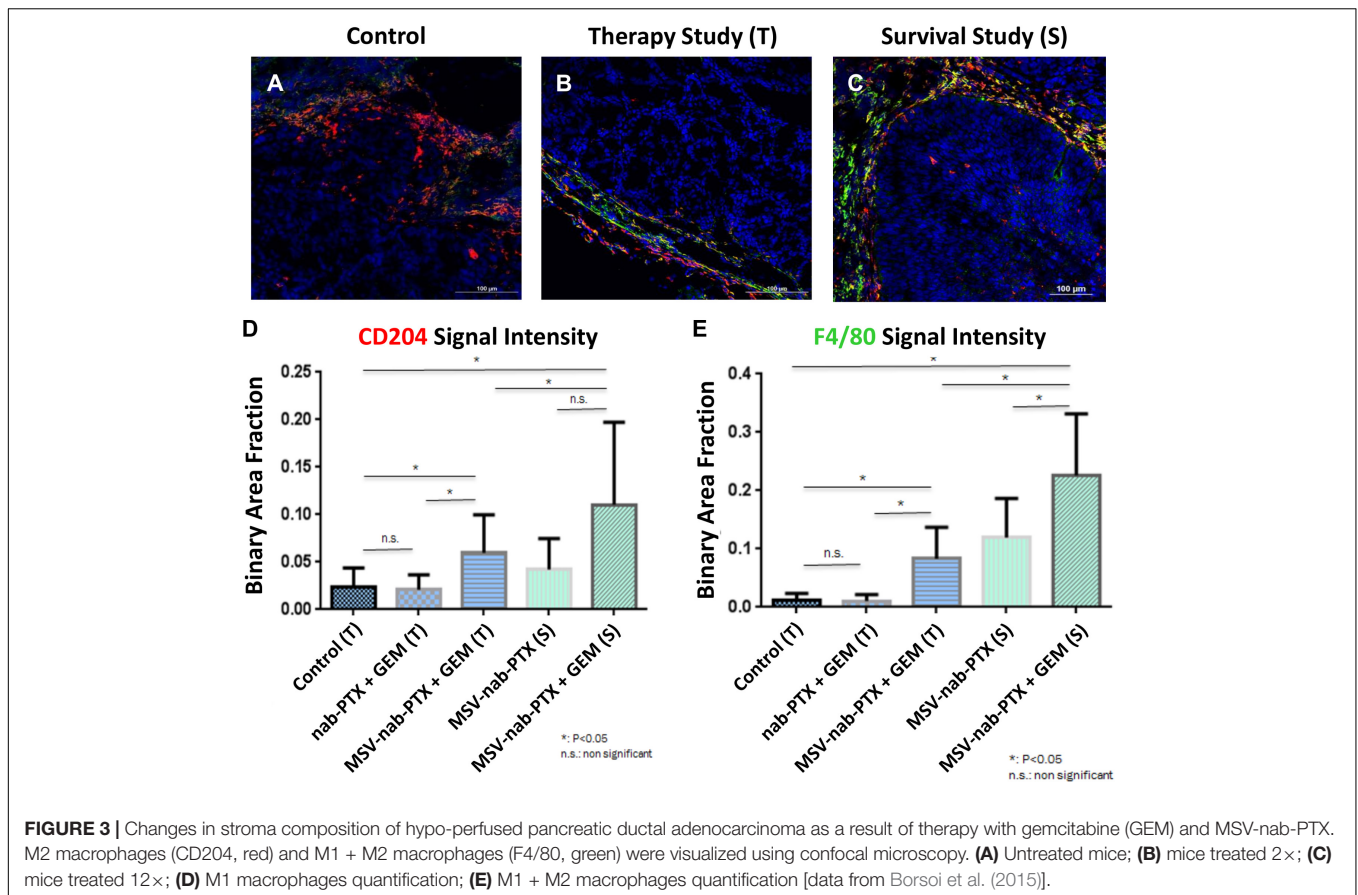 Control
Therapy Study (T)
Survival Study (S)
A
B
C
100 µm
100 µm
100 µm
D
CD204 Signal Intensity
Binary Area Fraction
0.25
0.20
0.15
0.10
0.05
0.00
*
*
n.s.
*
*
n.s.
Control (T)
nab-PTX + GEM (T)
MSV-nab-PTX + GEM (T)
MSV-nab-PTX (S)
MSV-nab-PTX + GEM (S)
*: P<0.05
n.s.: non significant
E
F4/80 Signal Intensity
Binary Area Fraction
0.4
0.3
0.2
0.1
0.0
*
*
*
*
*
n.s.
Control (T)
nab-PTX + GEM (T)
MSV-nab-PTX + GEM (T)
MSV-nab-PTX (S)
MSV-nab-PTX + GEM (S)
*: P<0.05
n.s.: non significant
FIGURE 3 | Changes in stroma composition of hypo-perfused pancreatic ductal adenocarcinoma as a result of therapy with gemcitabine (GEM) and MSV-nab-PTX.
M2 macrophages (CD204, red) and M1 + M2 macrophages (F4/80, green) were visualized using confocal microscopy. (A) Untreated mice; (B) mice treated 2×; (C)
mice treated 12×; (D) M1 macrophages quantification; (E) M1 + M2 macrophages quantification [data from Borsoi et al. (2015)].